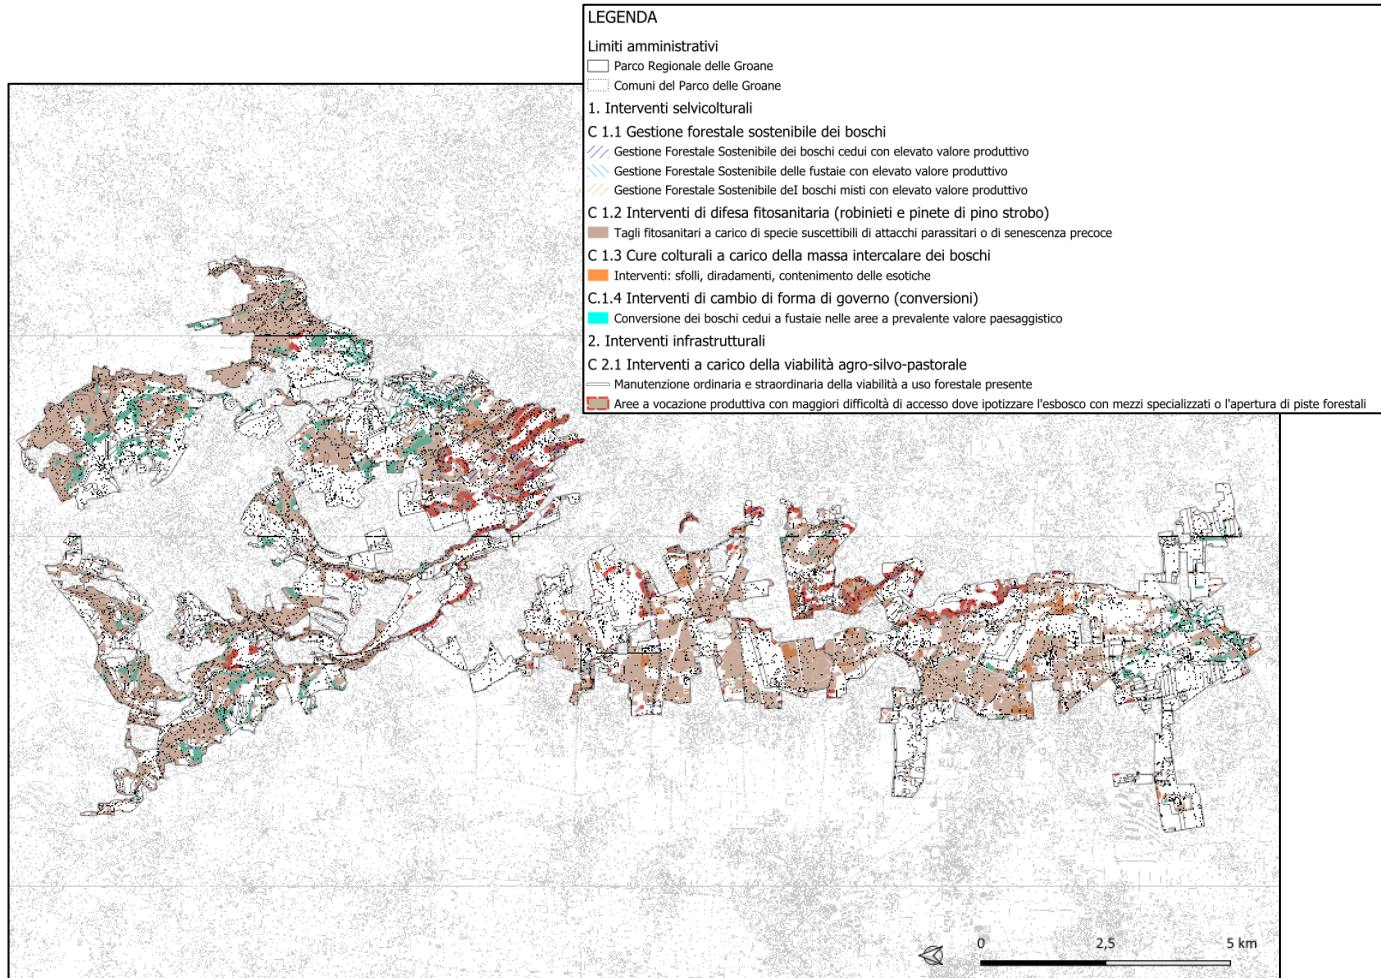 LEGENDA
Limiti amministrativi
Parco Regionale delle Groane
Comuni del Parco delle Groane
1. Interventi selvicolturali
C 1.1 Gestione forestale sostenibile dei boschi
Gestione Forestale Sostenibile dei boschi cedui con elevato valore produttivo
Gestione Forestale Sostenibile delle fustaie con elevato valore produttivo
Gestione Forestale Sostenibile deI boschi misti con elevato valore produttivo
C 1.2 Interventi di difesa fitosanitaria (robinieti e pinete di pino strobo)
Tagli fitosanitari a carico di specie suscettibili di attacchi parassitari o di senescenza precoce
C 1.3 Cure colturali a carico della massa intercalare dei boschi
Interventi: sfolli, diradamenti, contenimento delle esotiche
C.1.4 Interventi di cambio di forma di governo (conversioni)
Conversione dei boschi cedui a fustaie nelle aree a prevalente valore paesaggistico
2. Interventi infrastrutturali
C 2.1 Interventi a carico della viabilità agro-silvo-pastorale
Manutenzione ordinaria e straordinaria della viabilità a uso forestale presente
Aree a vocazione produttiva con maggiori difficoltà di accesso dove ipotizzare l'esbosco con mezzi specializzati o l'apertura di piste forestali
0 2,5 5 km